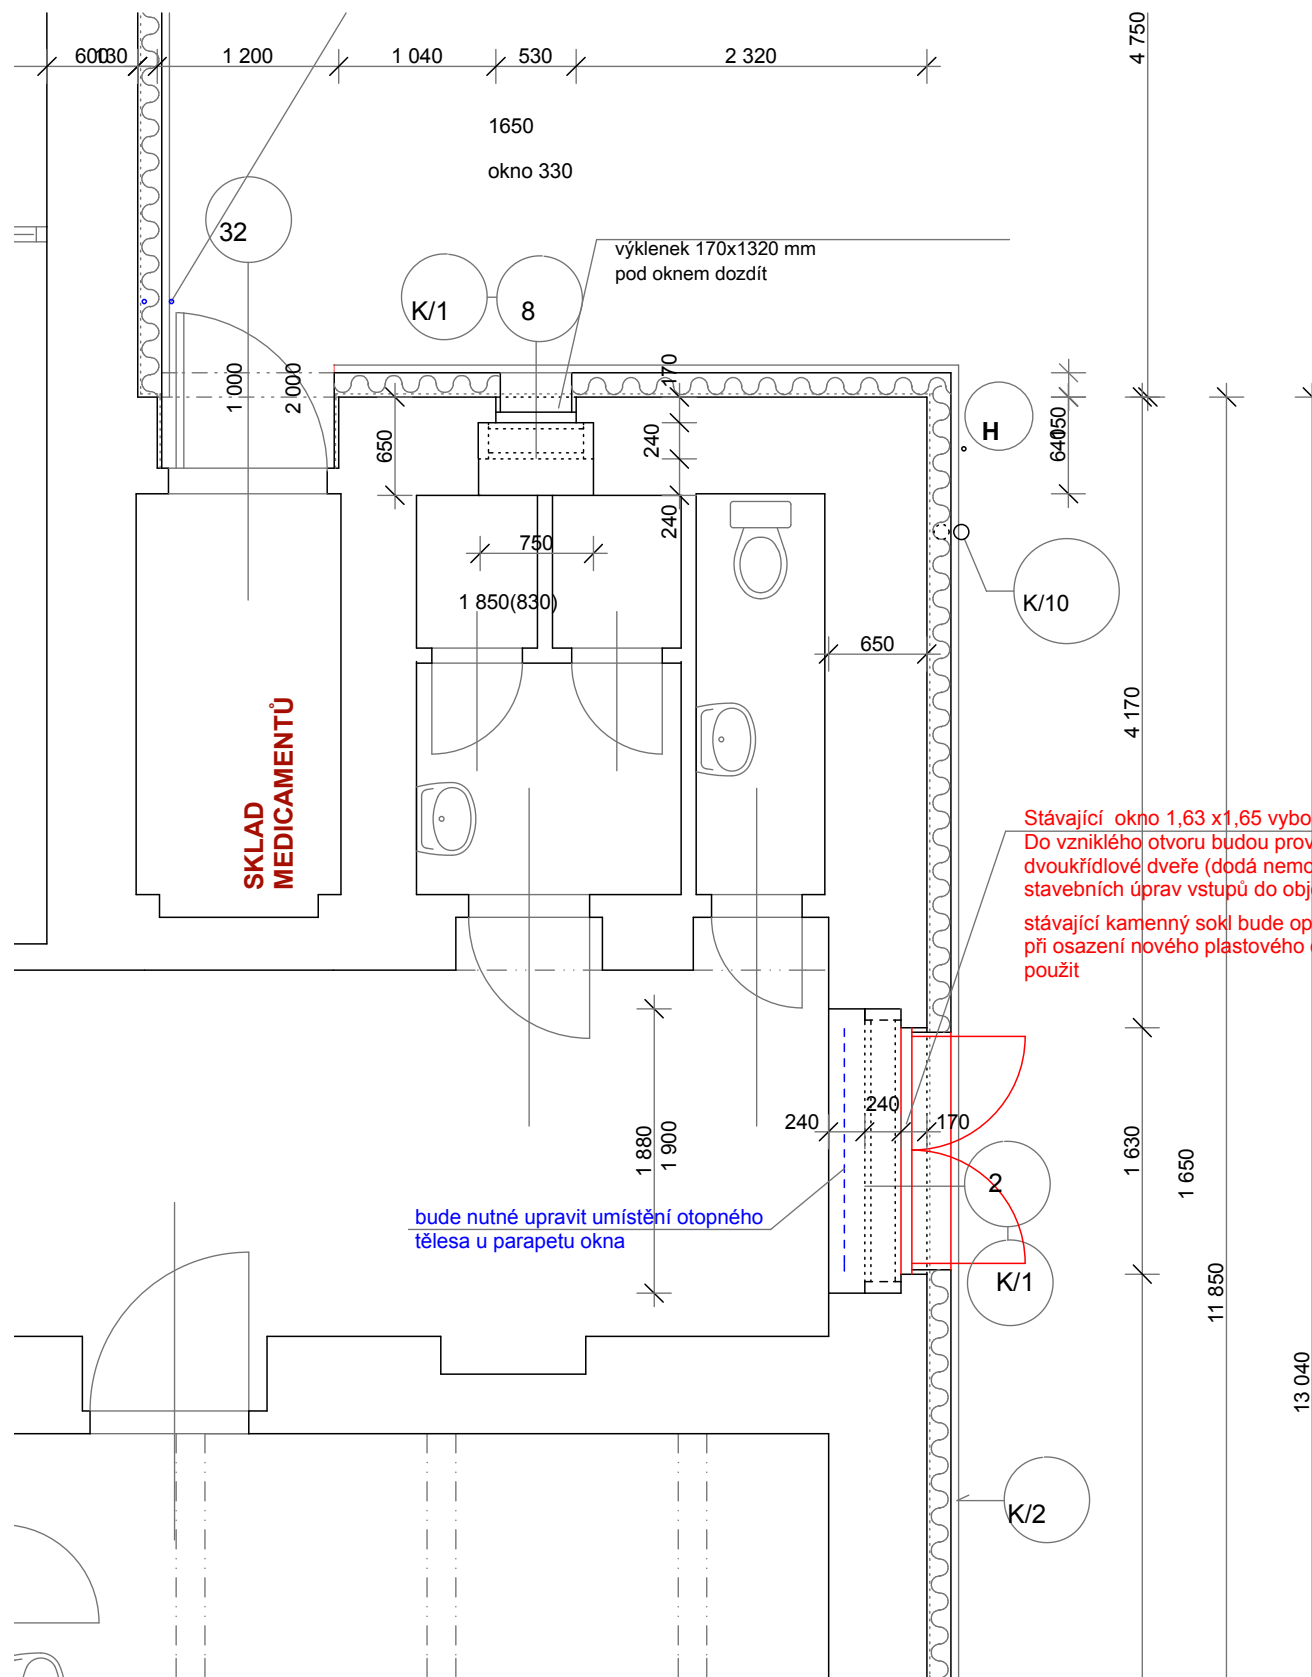 600
130
1 200
1 040
530
2 320
4 750
1650
okno 330
32
výklenek 170x1320 mm
pod oknem dozdít
K/1
8
1 000
2 000
170
650
240
240
H
640
150
750
1 850(830)
K/10
650
4 170
SKLAD
MEDICAMENTŮ
Stávající okno 1,63 x1,65 vybo
Do vzniklého otvoru budou prov
dvoukřídlové dveře (dodá nemo
stavebních úprav vstupů do obj
stávající kamenný sokl bude op
při osazení nového plastového
použit
240
240
170
1 880
1 900
1 630
1 650
2
bude nutné upravit umístění otopného
tělesa u parapetu okna
K/1
11 850
13 040
K/2